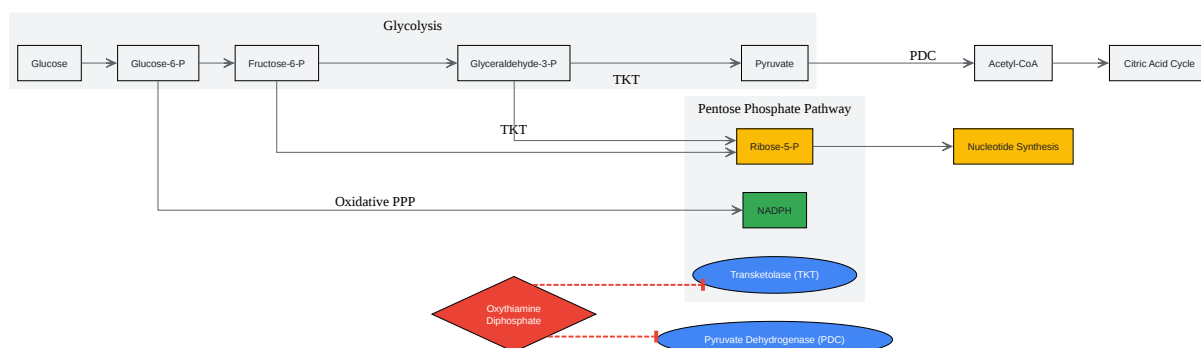 Glycolysis
Glucose
Glucose-6-P
Fructose-6-P
Glyceraldehyde-3-P
Pyruvate
PDC
Acetyl-CoA
Citric Acid Cycle
TKT
Pentose Phosphate Pathway
TKT
Ribose-5-P
Nucleotide Synthesis
Oxidative PPP
NADPH
Transketolase (TKT)
Oxythiamine
Diphosphate
Pyruvate Dehydrogenase (PDC)